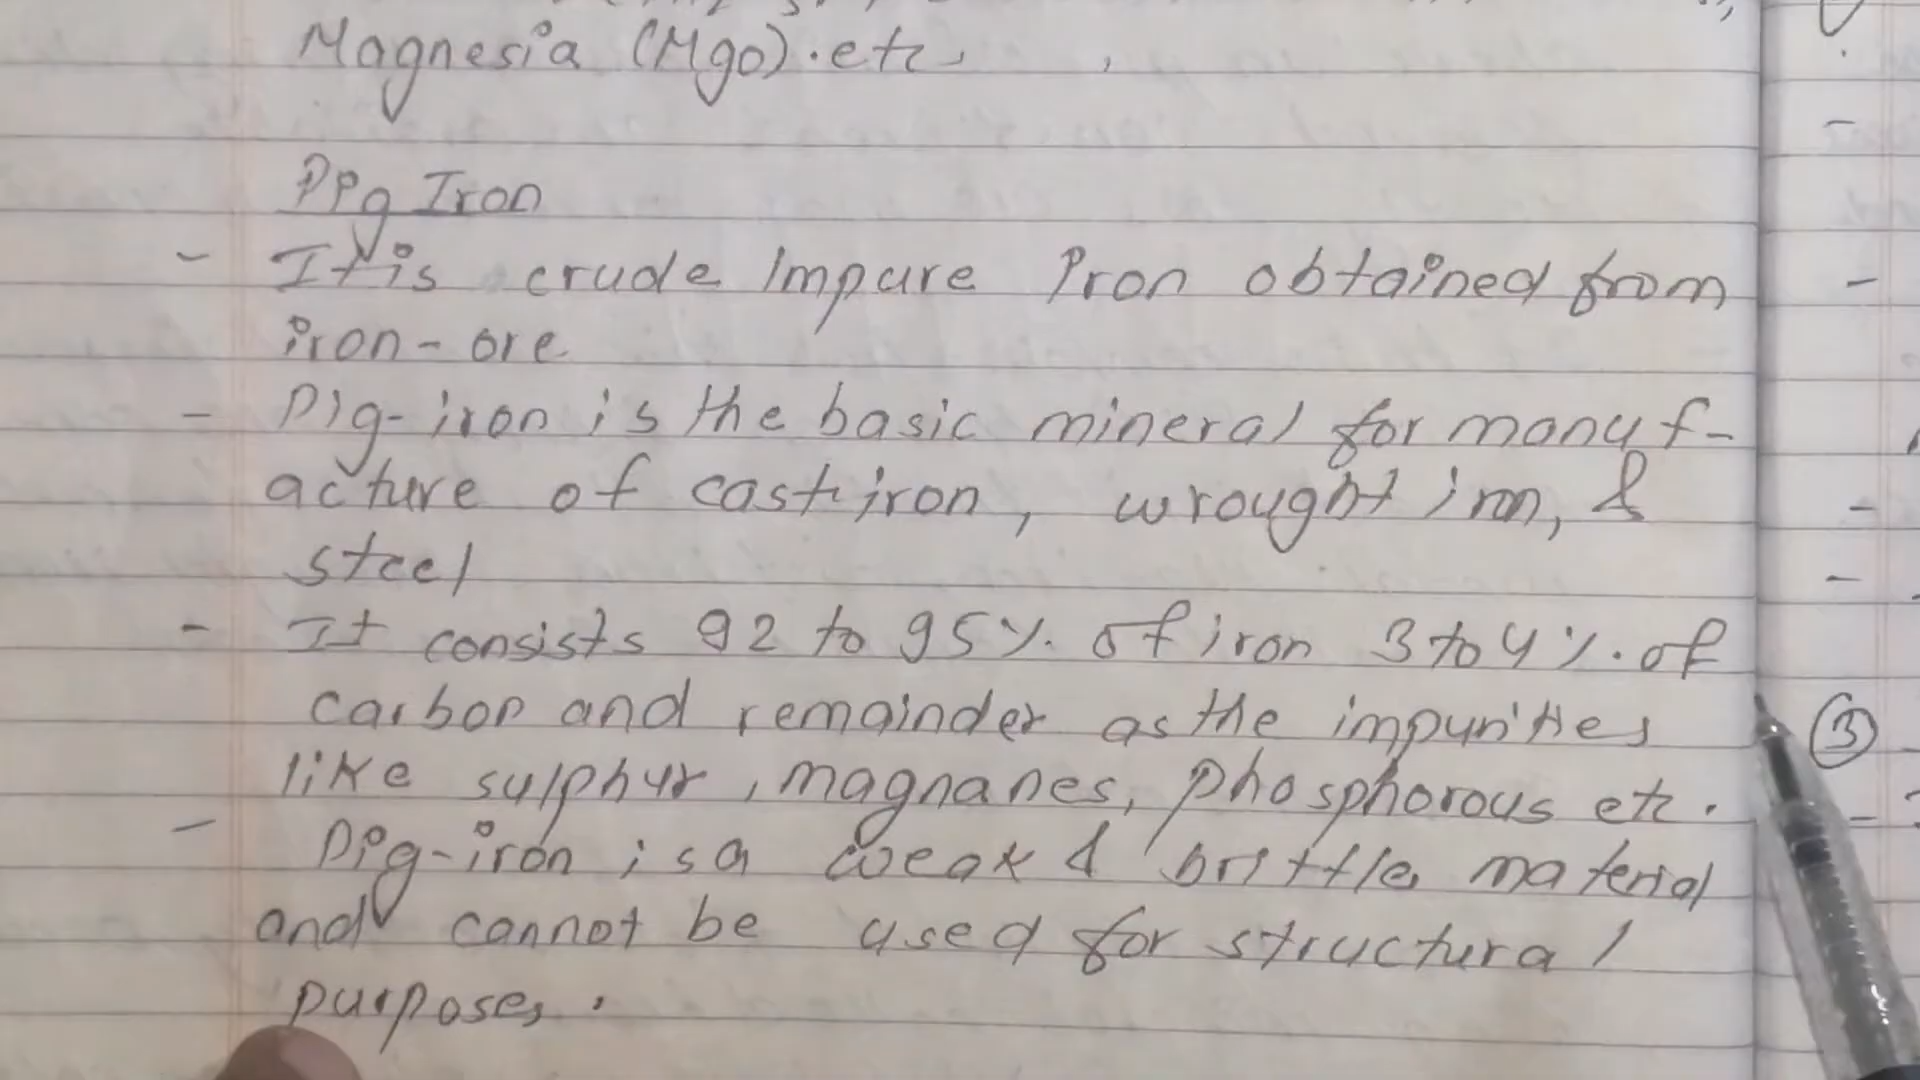 Magnesia (Mgo).etc,
Pig Iron
- It is crude Impure Iron obtained from
iron-ore
- Pig-iron is the basic mineral for manuf-
acture of cast iron, wrought iron, &
steel
- It consists 92 to 95%. of iron 3 to 4%. of
carbon and remainder as the impurities
like sulphur, magnanes, phosphorous etc.
- Pig-iron is a weak & brittle material
and cannot be used for structural
purposes.
3